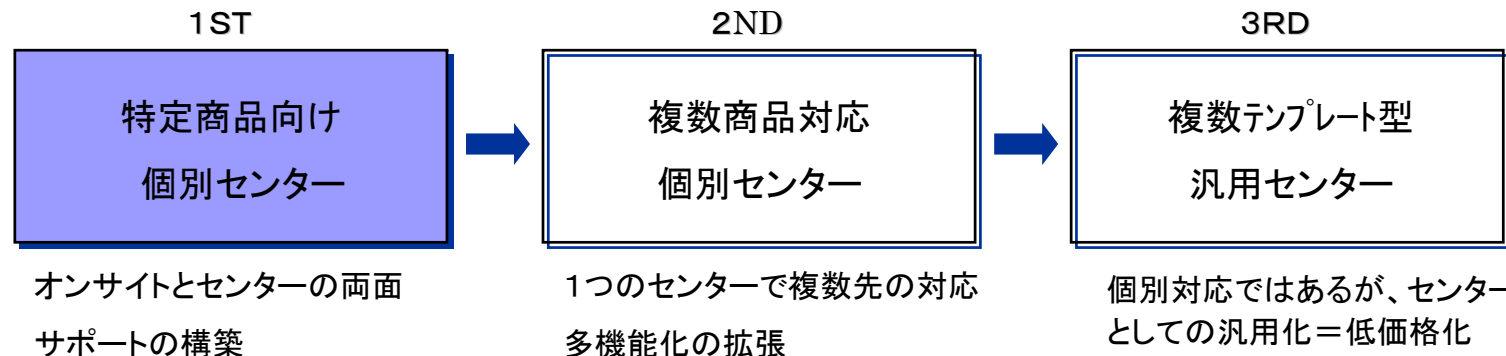 1ST
特定商品向け
個別センター
オンサイトとセンターの両面
サポートの構築
2ND
複数商品対応
個別センター
1つのセンターで複数先の対応
多機能化の拡張
3RD
複数テンプレート型
汎用センター
個別対応ではあるが、センター
としての汎用化＝低価格化